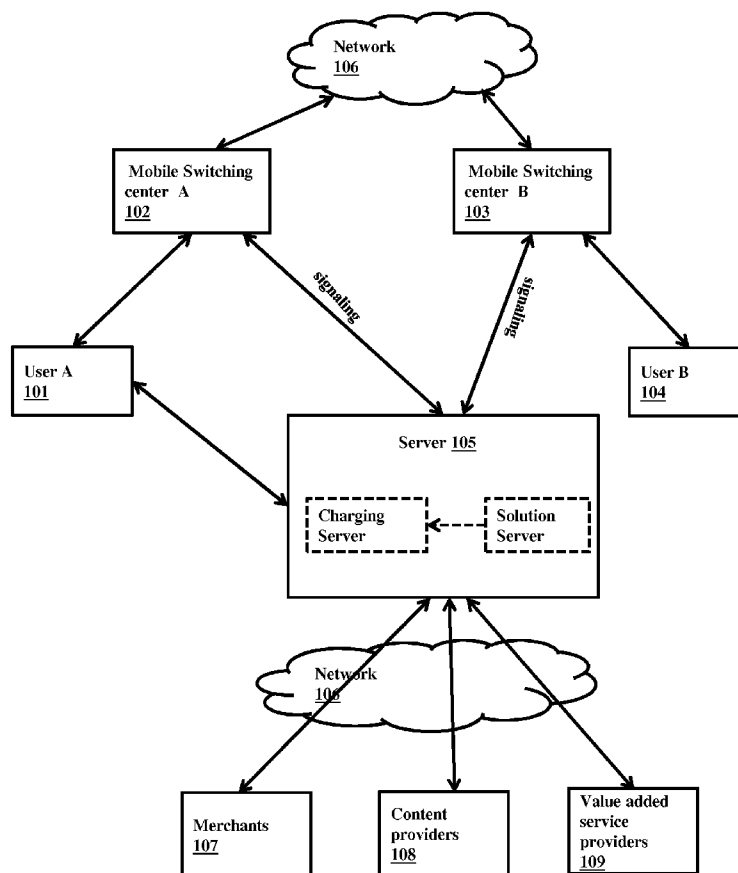 Network
106
Mobile Switching
center A
102
Mobile Switching
center B
103
signaling
signaling
User A
101
User B
104
Server 105
Charging
Server
Solution
Server
Network
106
Merchants
107
Content
providers
108
Value added
service
providers
109